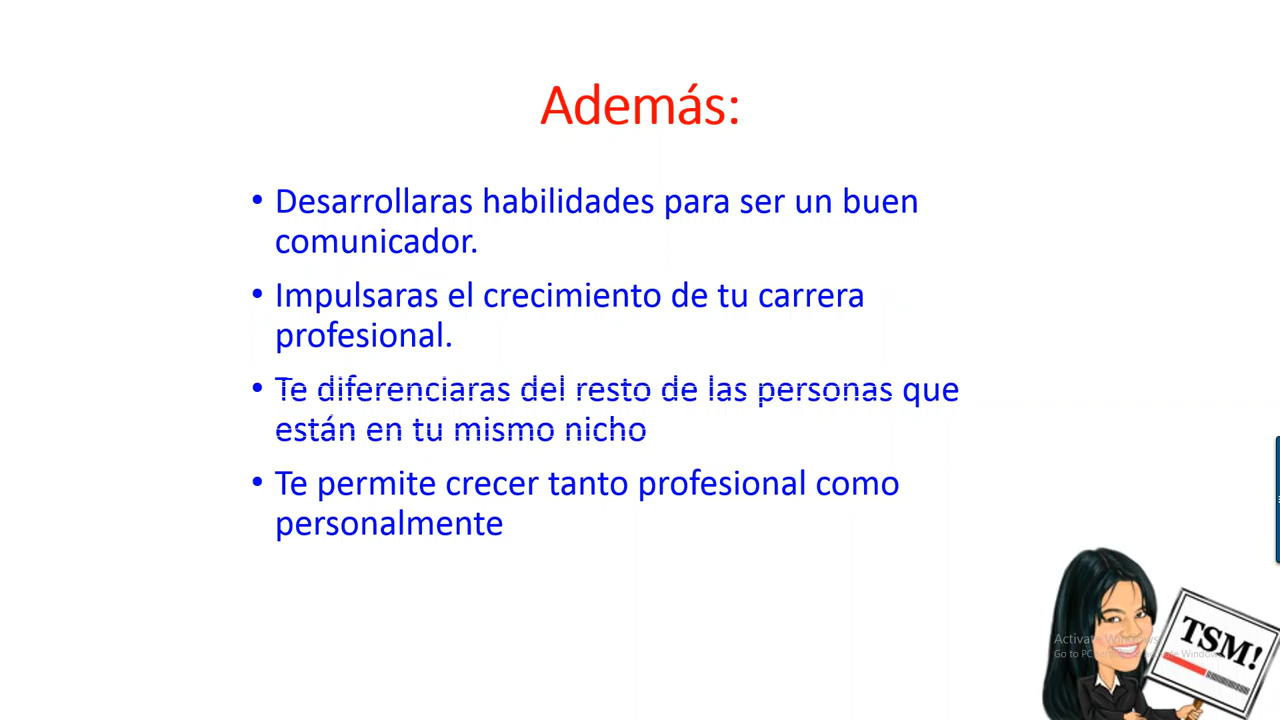 Además:
• Desarrollaras habilidades para ser un buen
comunicador.
• Impulsaras el crecimiento de tu carrera
profesional.
• Te diferenciaras del resto de las personas que
están en tu mismo nicho
• Te permite crecer tanto profesional como
personalmente
TSM!
Activate Windows
Go to PC